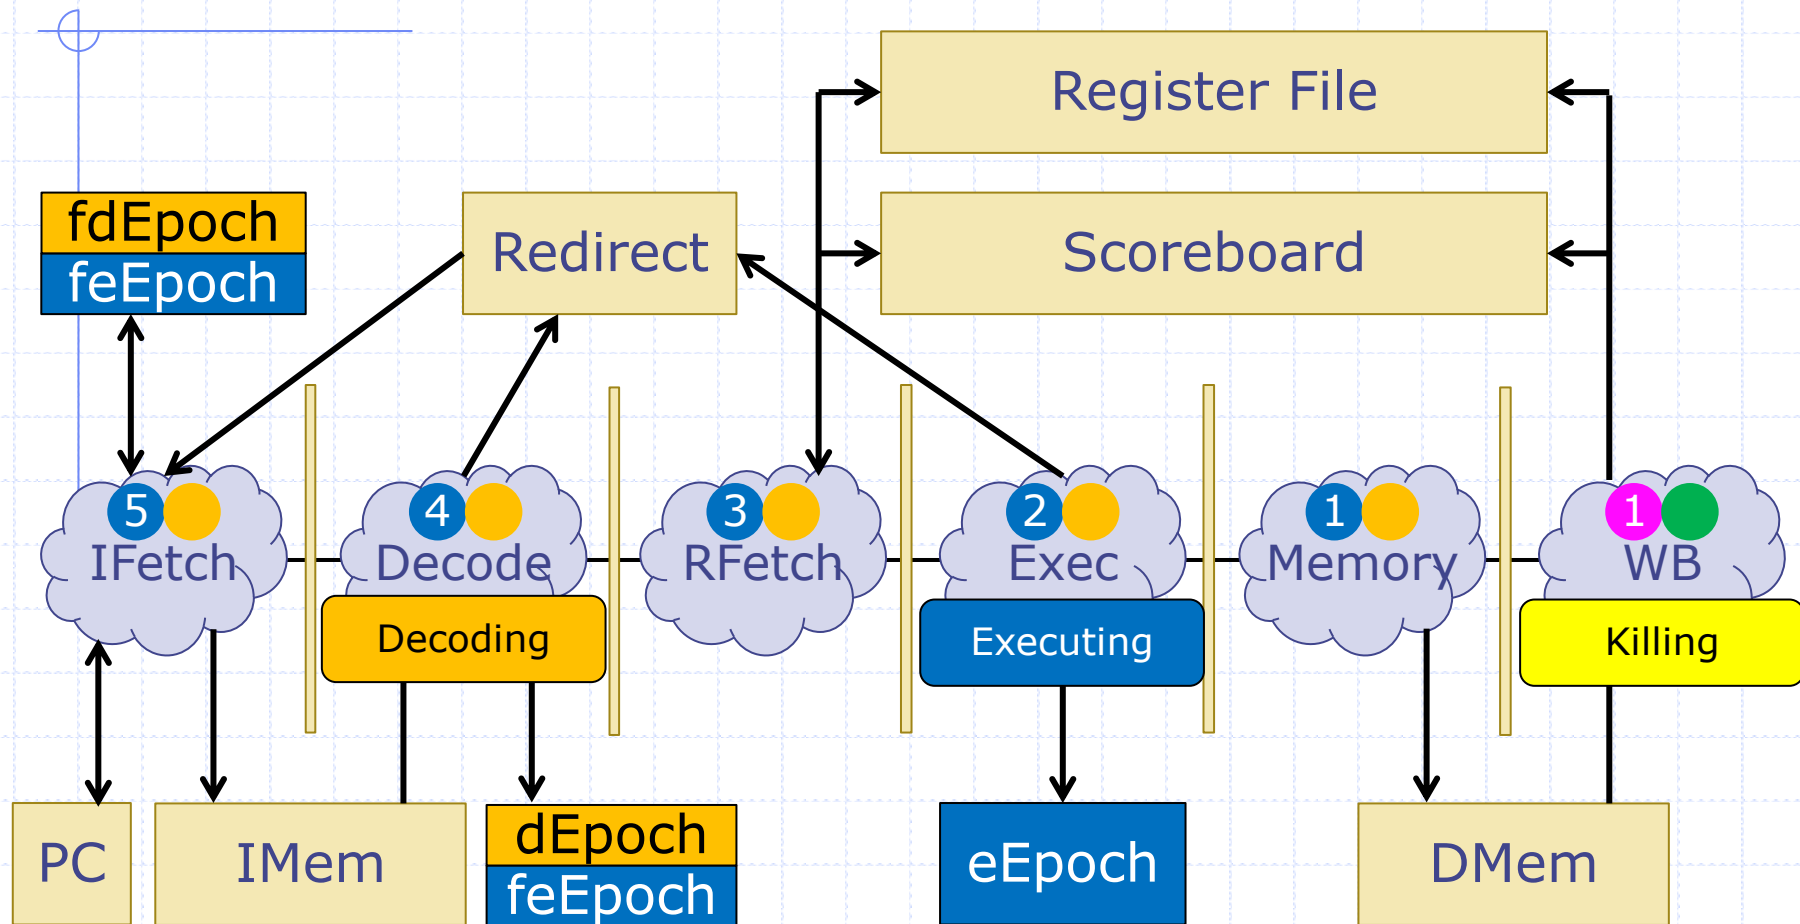 Register File
fdEpoch
feEpoch
Redirect
Scoreboard
5
IFetch
4
Decode
3
RFetch
2
Exec
1
Memory
1
WB
Decoding
Executing
Killing
PC
IMem
dEpoch
feEpoch
eEpoch
DMem